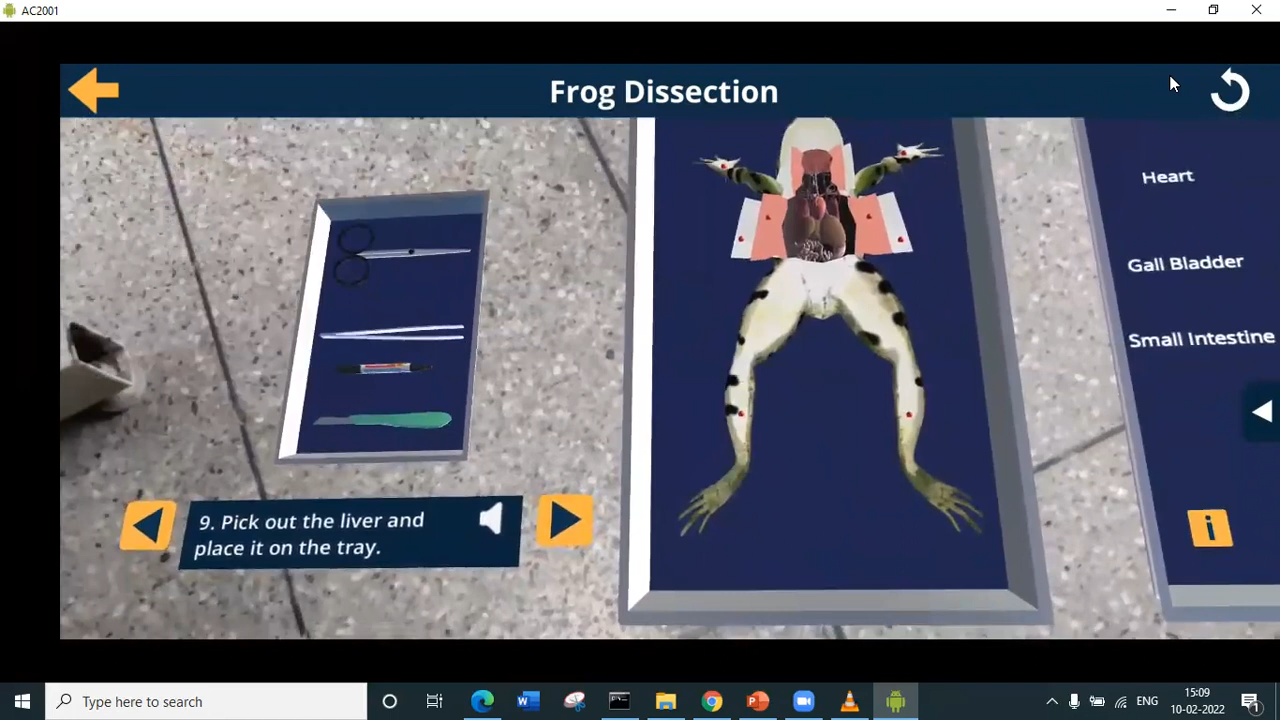 AC2001
Frog Dissection
Heart
Gall Bladder
Small Intestine
9. Pick out the liver and
place it on the tray.
i
Type here to search
ENG
15:09
10-02-2022
1